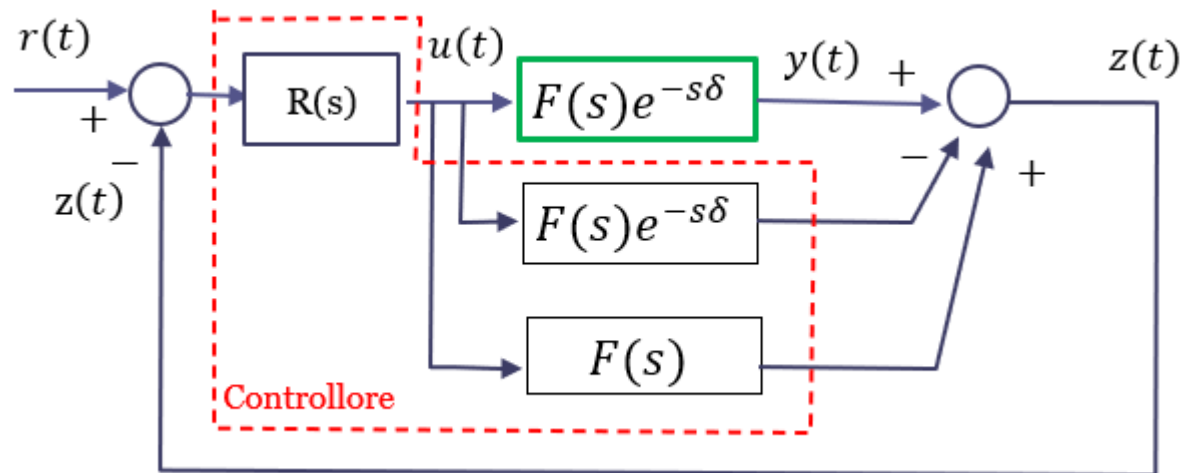 r(t)
+
−
z(t)
R(s)
u(t)
F(s)e^{-sδ}
y(t)
+
z(t)
F(s)e^{-sδ}
−
+
F(s)
Controllore